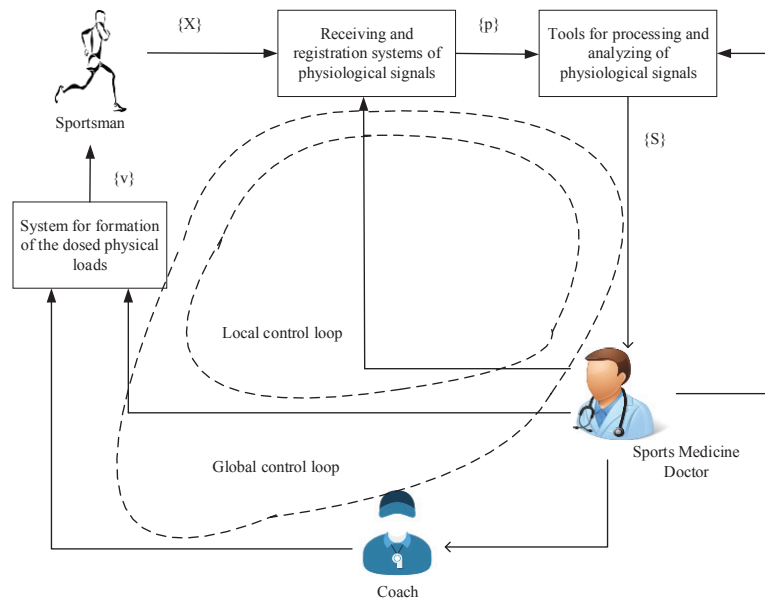 {X}
Receiving and
registration systems of
physiological signals
{p}
Tools for processing and
analyzing of
physiological signals
Sportsman
{S}
{v}
System for formation
of the dosed physical
loads
Local control loop
Global control loop
Sports Medicine
Doctor
Coach